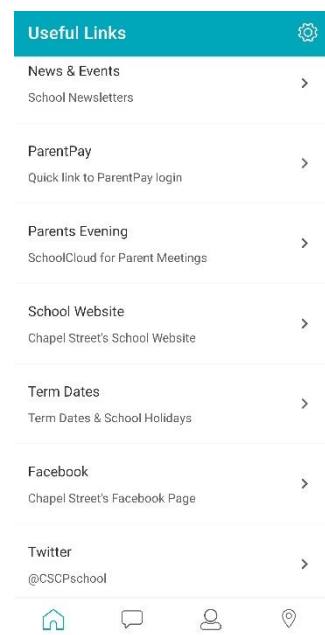 Useful Links
News & Events
School Newsletters
ParentPay
Quick link to ParentPay login
Parents Evening
SchoolCloud for Parent Meetings
School Website
Chapel Street's School Website
Term Dates
Term Dates & School Holidays
Facebook
Chapel Street's Facebook Page
Twitter
@CSCPschool